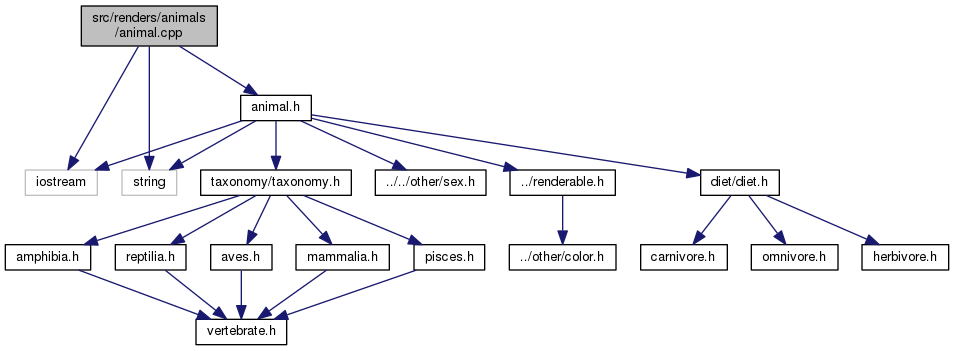 src/renders/animals
/animal.cpp
animal.h
iostream
string
taxonomy/taxonomy.h
../../other/sex.h
../renderable.h
diet/diet.h
amphibia.h
reptilia.h
aves.h
mammalia.h
pisces.h
../other/color.h
carnivore.h
omnivore.h
herbivore.h
vertebrate.h